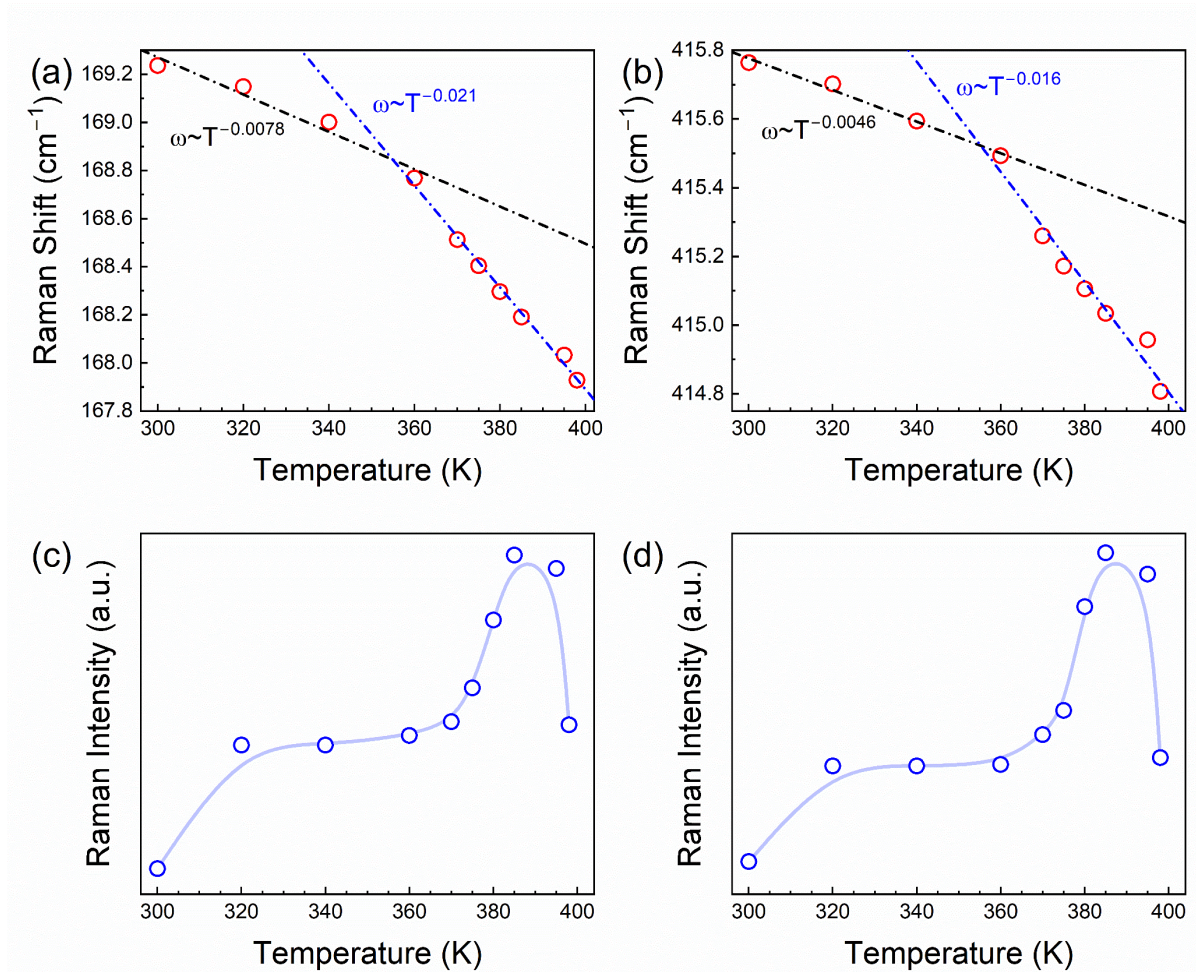 (a)
169.2
169.0
168.8
168.6
168.4
168.2
168.0
167.8
Raman Shift (cm⁻¹)
ω~T⁻⁰·⁰²¹
ω~T⁻⁰·⁰⁰⁷⁸
300 320 340 360 380 400
Temperature (K)
(b)
415.8
415.6
415.4
415.2
415.0
414.8
Raman Shift (cm⁻¹)
ω~T⁻⁰·⁰¹⁶
ω~T⁻⁰·⁰⁰⁴⁶
300 320 340 360 380 400
Temperature (K)
(c)
Raman Intensity (a.u.)
300 320 340 360 380 400
Temperature (K)
(d)
Raman Intensity (a.u.)
300 320 340 360 380 400
Temperature (K)